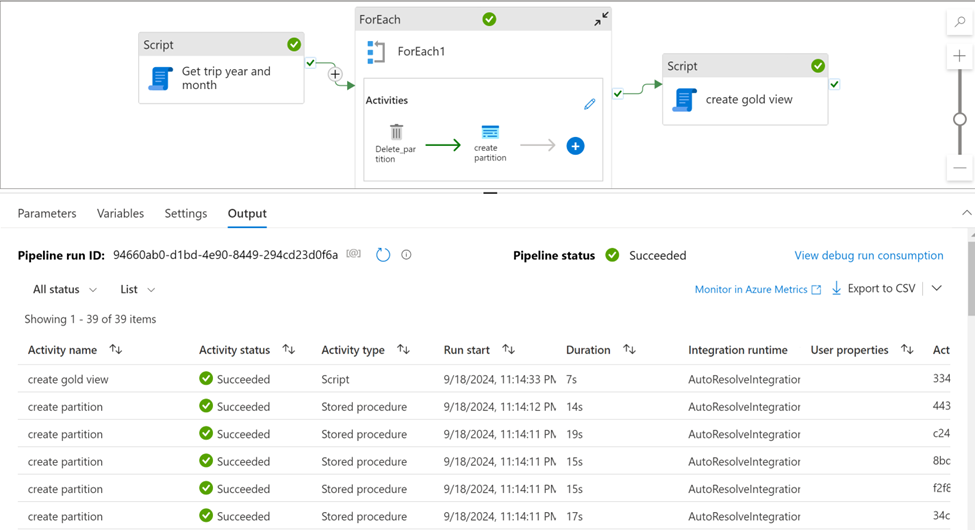 Script
Get trip year and
month
ForEach
ForEach1
Activities
Delete_par
tition
create
partition
Script
create gold view
Parameters
Variables
Settings
Output
Pipeline run ID: 94660ab0-d1bd-4e90-8449-294cd23d0f6a
Pipeline status Succeeded
View debug run consumption
All status
List
Monitor in Azure Metrics
Export to CSV
Showing 1 - 39 of 39 items
Activity name Activity status Activity type Run start Duration Integration runtime User properties Act
create gold view Succeeded Script 9/18/2024, 11:14:33 PM 7s AutoResolveIntegration 334
create partition Succeeded Stored procedure 9/18/2024, 11:14:12 PM 14s AutoResolveIntegration 443
create partition Succeeded Stored procedure 9/18/2024, 11:14:11 PM 19s AutoResolveIntegration c24
create partition Succeeded Stored procedure 9/18/2024, 11:14:11 PM 15s AutoResolveIntegration 8bc
create partition Succeeded Stored procedure 9/18/2024, 11:14:11 PM 15s AutoResolveIntegration f2f8
create partition Succeeded Stored procedure 9/18/2024, 11:14:11 PM 17s AutoResolveIntegration 34c